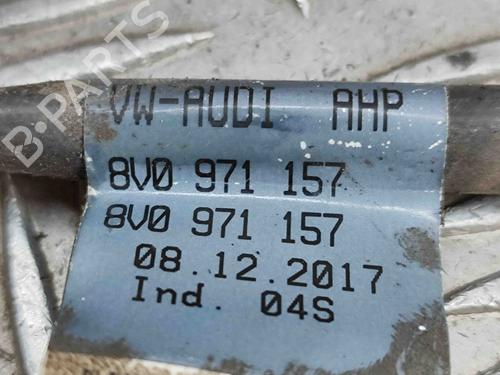 VW-AUDI AHP
8V0 971 157
8V0 971 157
08.12.2017
Ind. 04S
B-Parts